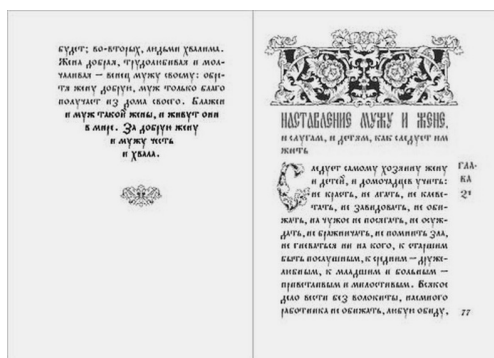 будет; во-вторых, людьми хвалима.
Жена добрая, трудолюбивая и мол-
чаливая — венец мужу своему: обре-
тя жену добрую, муж только благо
получает из дома своего. Блажен
и муж такой жены, и живут они
в мире. За добрую жену
и мужу честь
и хвала.
НАСТАВЛЕНИЕ МУЖУ И ЖЕНЕ,
и слугам, и детям, как следует им
жить
Следует самому хозяину жену
и детей, и домочадцев учить:
не красть, не лгать, не клеве-
тать, не завидовать, не оби-
жать, на чужое не посягать, не осуж-
дать, не бражничать, не помнить зла,
не гневаться ни на кого, к старшим
быть послушным, к средним — друже-
любным, к младшим и больным —
приветливым и милостивым. Всякое
дело вести без волокиты, наемного
работника не обижать, любую обиду,
ГЛА-
ВА
21
77